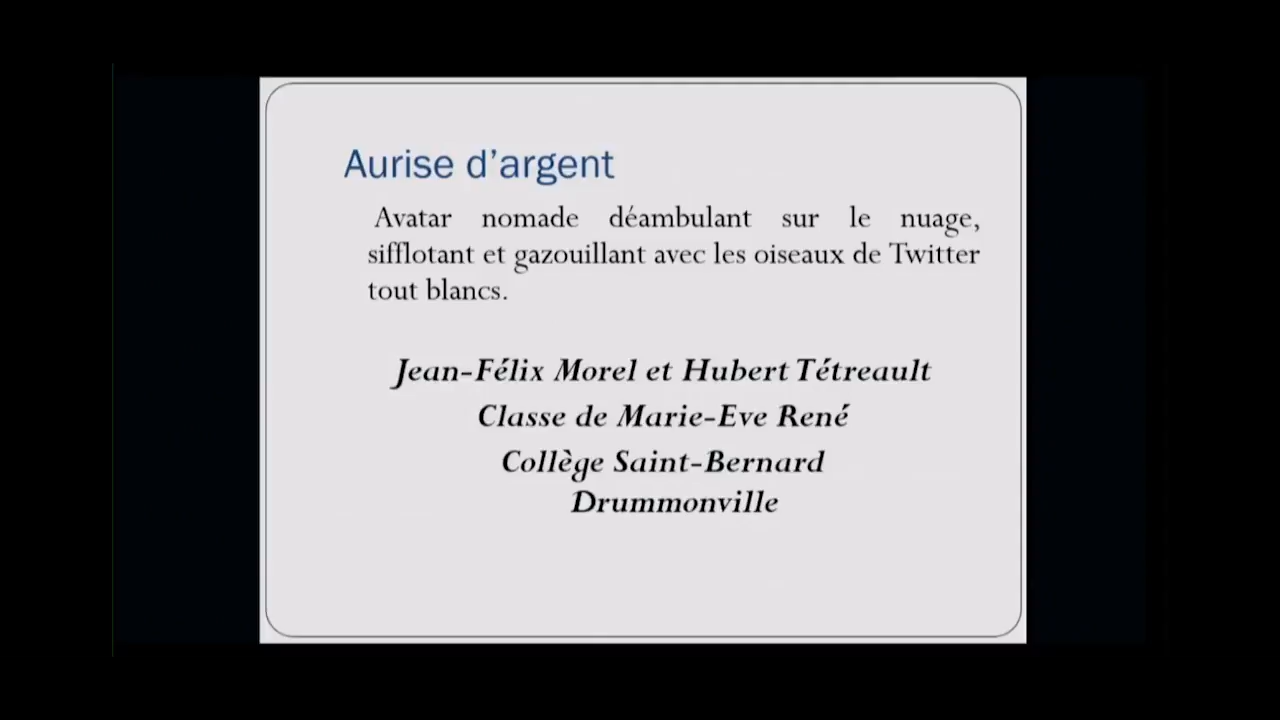 Aurise d’argent
Avatar nomade déambulant sur le nuage,
sifflotant et gazouillant avec les oiseaux de Twitter
tout blancs.
Jean-Félix Morel et Hubert Tétreault
Classe de Marie-Eve René
Collège Saint-Bernard
Drummonville